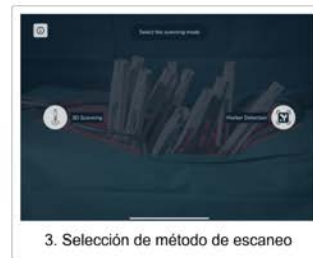 Select the scanning mode
3D Scanning
Marker Detection
3. Selección de método de escaneo